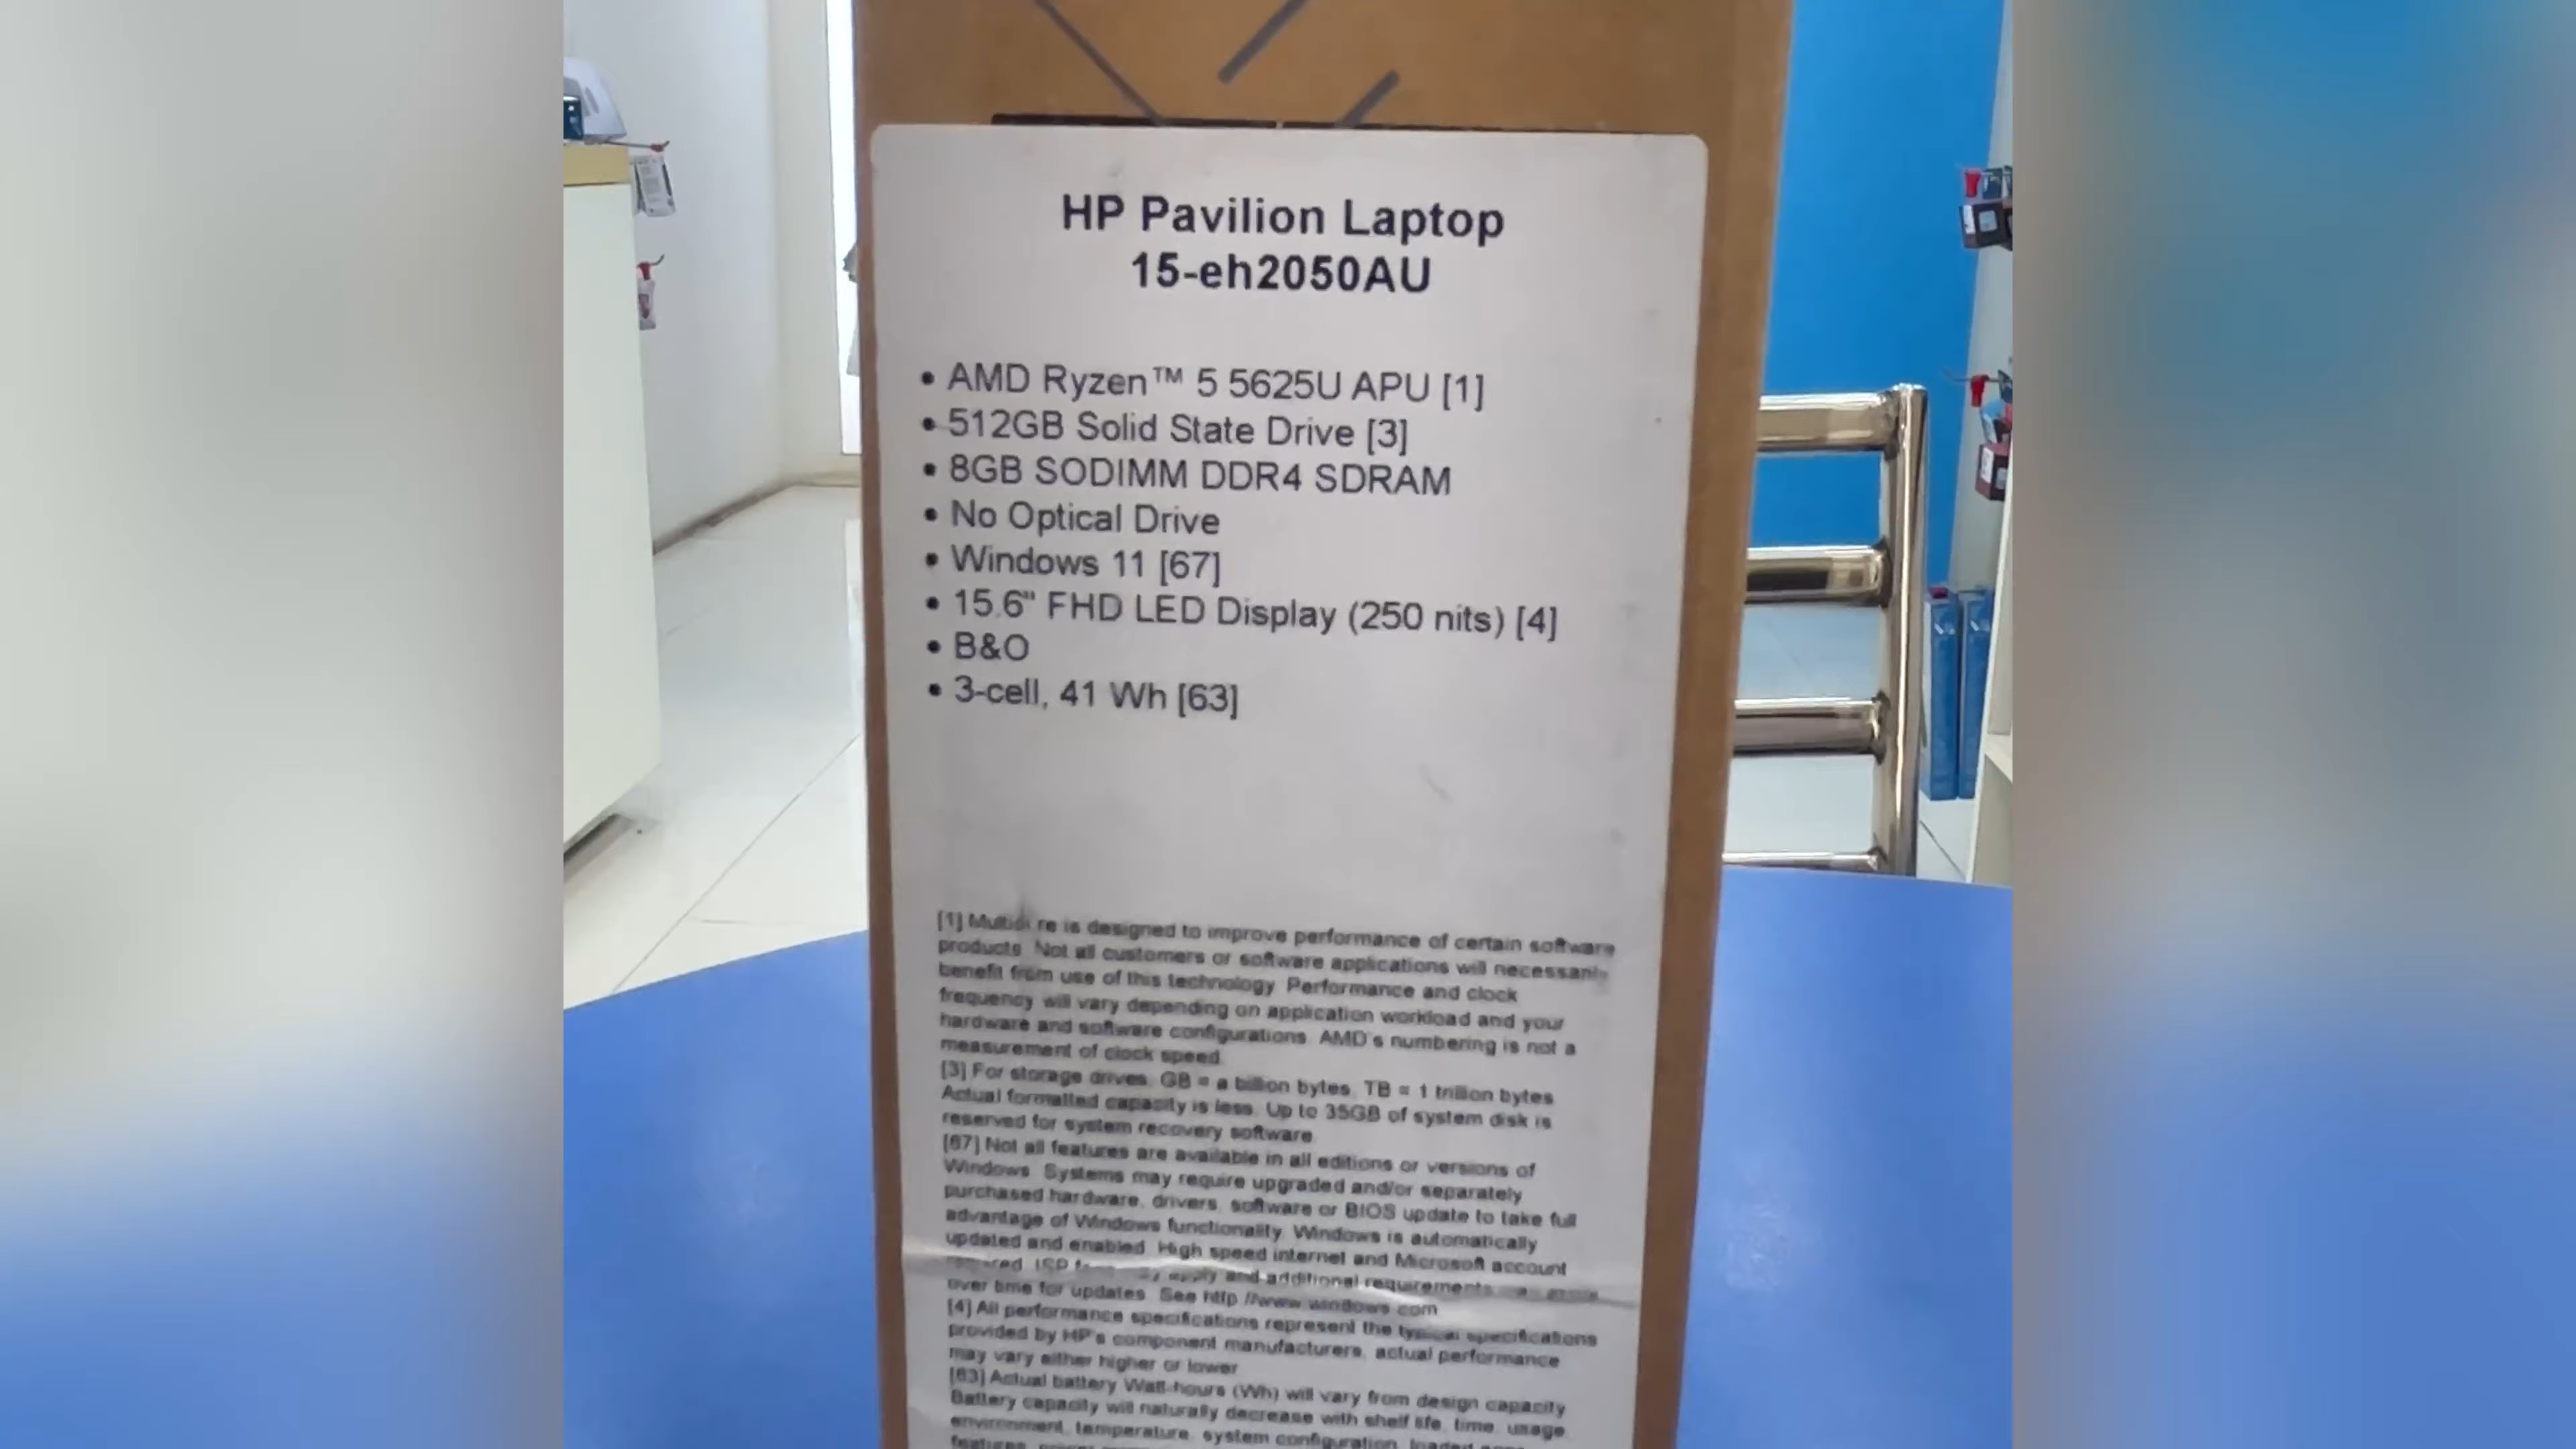 HP Pavilion Laptop
15-eh2050AU
• AMD Ryzen™ 5 5625U APU [1]
• 512GB Solid State Drive [3]
• 8GB SODIMM DDR4 SDRAM
• No Optical Drive
• Windows 11 [67]
• 15.6" FHD LED Display (250 nits) [4]
• B&O
• 3-cell, 41 Wh [63]
[1] is designed to improve performance of certain software
products. Not all customers or software applications will necessarily
benefit from use of this technology. Performance and clock
frequency will vary depending on application workload and your
hardware and software configurations. AMD's numbering is not a
measurement of clock speed.
[3] For storage drives, GB = a billion bytes. TB = 1 trillion bytes.
Actual formatted capacity is less. Up to 35GB of system disk is
reserved for system recovery software.
[67] Not all features are available in all editions or versions of
Windows. Systems may require upgraded and/or separately
purchased hardware, drivers, software or BIOS update to take full
advantage of Windows functionality. Windows is automatically
updated and enabled. High speed internet and Microsoft account
ISP apply and additional requirements
over time for updates. See http://www.windows.com
[4] All performance specifications represent the typical specifications
provided by HP's component manufacturers; actual performance
may vary either higher or lower.
[63] Actual battery Watt-hours (Wh) will vary from design capacity.
Battery capacity will naturally decrease with shelf life, time, usage,
environment, temperature, system configuration, loaded
features,